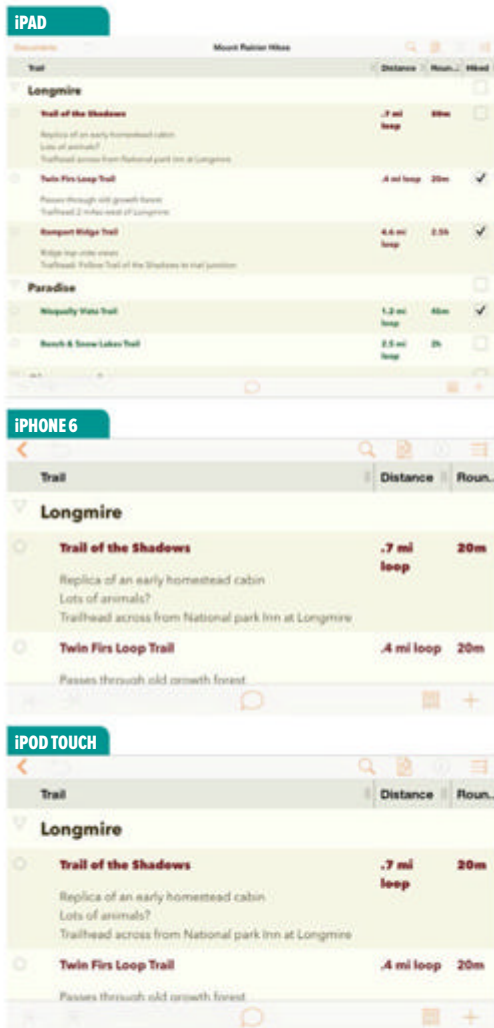 iPAD
Documents Mount Rainier Hikes
Trail Distance Roun... Hiked
Longmire
Trail of the Shadows .7 mi 20m
loop
Replica of an early homestead cabin
Lots of animals?
Trailhead across from National park Inn at Longmire
Twin Firs Loop Trail .4 mi loop 20m
Passes through old growth forest
Trailhead 2 miles west of Longmire
Rampart Ridge Trail 4.6 mi 2.5h
loop
Ridge top vista views
Trailhead: Follow Trail of the Shadows to trail junction
Paradise
Nisqually Vista Trail 1.2 mi 45m
loop
Bench & Snow Lakes Trail 2.5 mi 2h
loop
iPHONE 6
Trail Distance Roun..
Longmire
Trail of the Shadows .7 mi 20m
loop
Replica of an early homestead cabin
Lots of animals?
Trailhead across from National park Inn at Longmire
Twin Firs Loop Trail .4 mi loop 20m
Passes through old growth forest
iPOD TOUCH
Trail Distance Roun..
Longmire
Trail of the Shadows .7 mi 20m
loop
Replica of an early homestead cabin
Lots of animals?
Trailhead across from National park Inn at Longmire
Twin Firs Loop Trail .4 mi loop 20m
Passes through old growth forest